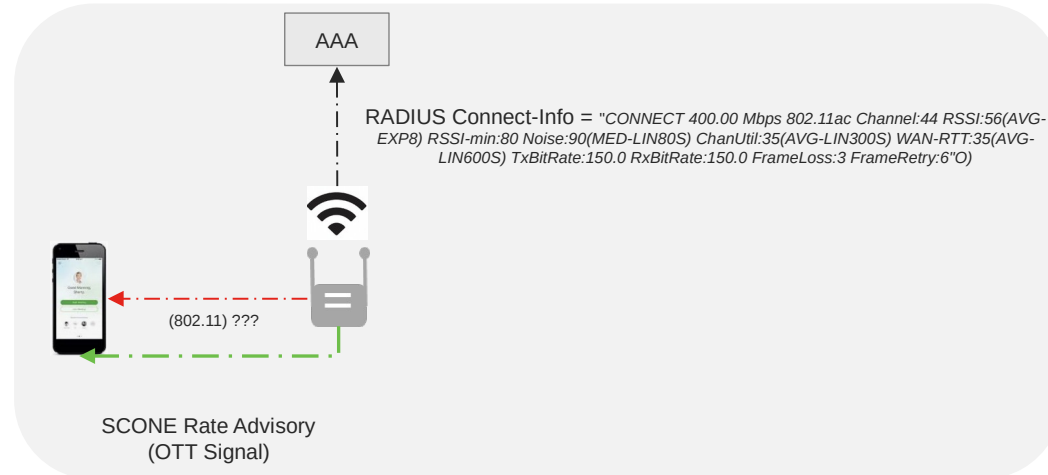 AAA
RADIUS Connect-Info = "CONNECT 400.00 Mbps 802.11ac Channel:44 RSSI:56(AVG-
EXP8) RSSI-min:80 Noise:90(MED-LIN80S) ChanUtil:35(AVG-LIN300S) WAN-RTT:35(AVG-
LIN600S) TxBitRate:150.0 RxBitRate:150.0 FrameLoss:3 FrameRetry:6"O)
(802.11) ???
SCONE Rate Advisory
(OTT Signal)